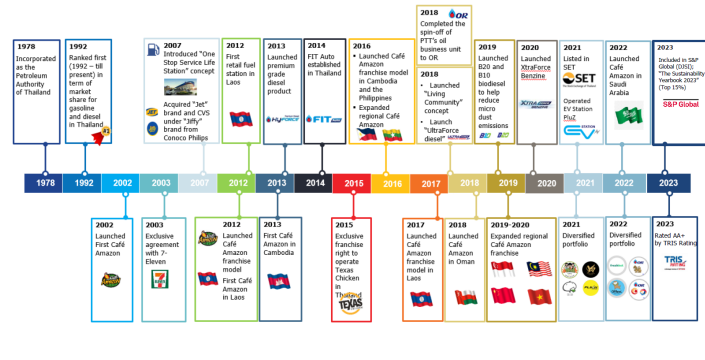 1978
Incorporated
as the
Petroleum
Authority
of Thailand
1992
Ranked first
(1992 – till
present) in
term of
market share
for gasoline
and diesel
in Thailand
#1
2007
Introduced "One
Stop Service Life
Station" concept
Acquired "Jet"
brand and CVS
under "Jiffy"
brand from
Conoco Philips
2012
First
retail fuel
station in
Laos
2013
Launched
premium
grade
diesel
product
HYFORCE
2014
FIT Auto
established
in Thailand
FIT
2016
• Launched Café
Amazon
franchise model
in Cambodia
and the
Philippines
• Expanded
regional Café
Amazon
2018
OR
Completed the
spin-off of
PTT's oil
business unit
to OR
2018
• Launched
"Living
Community"
concept
• Launch
"UltraForce
diesel"
2019
Launched
B20 and
B10
biodiesel to
help reduce
micro
dust emissions
2020
Launched
XtraForce
Benzine
2021
Listed in
SET
SET
Operated
EV Station
PluZ
EV
2022
Launched
Café
Amazon in
Saudi
Arabia
2023
Included in S&P
Global (DJSI);
"The Sustainability
Yearbook 2023"
(Top 15%)
S&P Global
1978
1992
2002
2003
2007
2012
2013
2014
2015
2016
2017
2018
2019
2020
2021
2022
2023
2002
Launched
First Café
Amazon
2003
Exclusive
agreement
with 7-
Eleven
2012
Launched
Café
Amazon
franchise
model
First Café
Amazon
in Laos
2013
First Café
Amazon in
Cambodia
2015
Exclusive
franchise
right to
operate
Texas
Chicken
in
Thailand
TEXAS
2017
Launched
Café
Amazon
franchise
model in
Laos
2018
Launched
Café
Amazon
in Oman
2019-2020
Expanded regional
Café Amazon
franchise
2021
Diversified
portfolio
2022
Diversified
portfolio
2023
Rated AA+
by TRIS Rating
TRIS
RATING